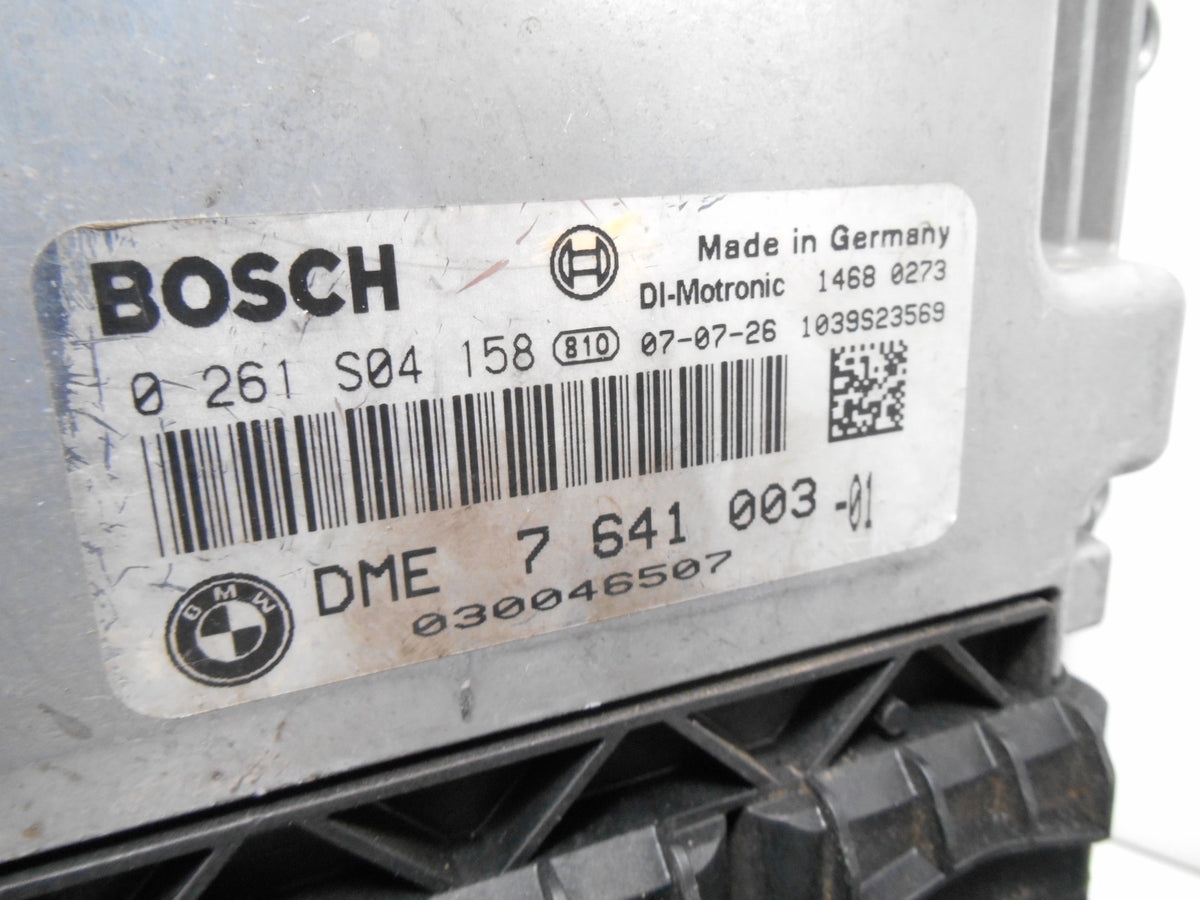 BOSCH
Made in Germany
DI-Motronic 1468 0273
0 261 S04 158 810 07-07-26 1039S23569
DME 7 641 003-01
030046507
BMW